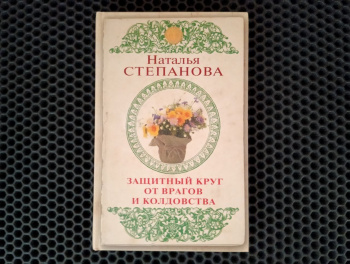 Наталья
СТЕПАНОВА
ЗАЩИТНЫЙ КРУГ
ОТ ВРАГОВ
И КОЛДОВСТВА